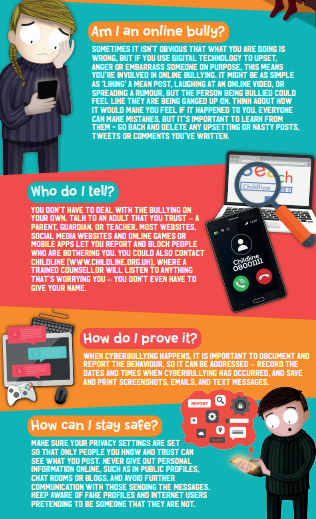 Am I an online bully?
SOMETIMES IT ISN'T OBVIOUS THAT WHAT YOU ARE DOING IS
WRONG, BUT IF YOU USE DIGITAL TECHNOLOGY TO UPSET,
ANGER OR EMBARRASS SOMEONE ON PURPOSE, THIS MEANS
YOU'RE INVOLVED IN ONLINE BULLYING. IT MIGHT BE AS SIMPLE
AS 'LIKING' A MEAN POST, LAUGHING AT AN ONLINE VIDEO, OR
SPREADING A RUMOUR, BUT THE PERSON BEING BULLIED COULD
FEEL LIKE THEY ARE BEING GANGED UP ON. THINK ABOUT HOW
IT WOULD MAKE YOU FEEL IF IT HAPPENED TO YOU. EVERYONE
CAN MAKE MISTAKES, BUT IT'S IMPORTANT TO LEARN FROM
THEM – GO BACH AND DELETE ANY UPSETTING OR NASTY POSTS,
TWEETS OR COMMENTS YOU'VE WRITTEN.
Who do I tell?
YOU DON'T HAVE TO DEAL WITH THE BULLYING ON
YOUR OWN. TALK TO AN ADULT THAT YOU TRUST – A
PARENT, GUARDIAN, OR TEACHER. MOST WEBSITES,
SOCIAL MEDIA WEBSITES AND ONLINE GAMES OR
MOBILE APPS LET YOU REPORT AND BLOCK PEOPLE
WHO ARE BOTHERING YOU. YOU COULD ALSO CONTACT
CHILDLINE (WWW.CHILDLINE.ORG.UK), WHERE A
TRAINED COUNSELLOR WILL LISTEN TO ANYTHING
THAT'S WORRYING YOU – YOU DON'T EVEN HAVE TO
GIVE YOUR NAME.
Childline
Childline
08001111
How do I prove it?
WHEN CYBERBULLYING HAPPENS, IT IS IMPORTANT TO DOCUMENT AND
REPORT THE BEHAVIOUR, SO IT CAN BE ADDRESSED – RECORD THE
DATES AND TIMES WHEN CYBERBULLYING HAS OCCURRED, AND SAVE
AND PRINT SCREENSHOTS, EMAILS, AND TEXT MESSAGES.
REPORT
How can I stay safe?
MAKE SURE YOUR PRIVACY SETTINGS ARE SET
SO THAT ONLY PEOPLE YOU KNOW AND TRUST CAN
SEE WHAT YOU POST. NEVER GIVE OUT PERSONAL
INFORMATION ONLINE, SUCH AS IN PUBLIC PROFILES,
CHAT ROOMS OR BLOGS, AND AVOID FURTHER
COMMUNICATION WITH THOSE SENDING THE MESSAGES.
KEEP AWARE OF FAKE PROFILES AND INTERNET USERS
PRETENDING TO BE SOMEONE THAT THEY ARE NOT.